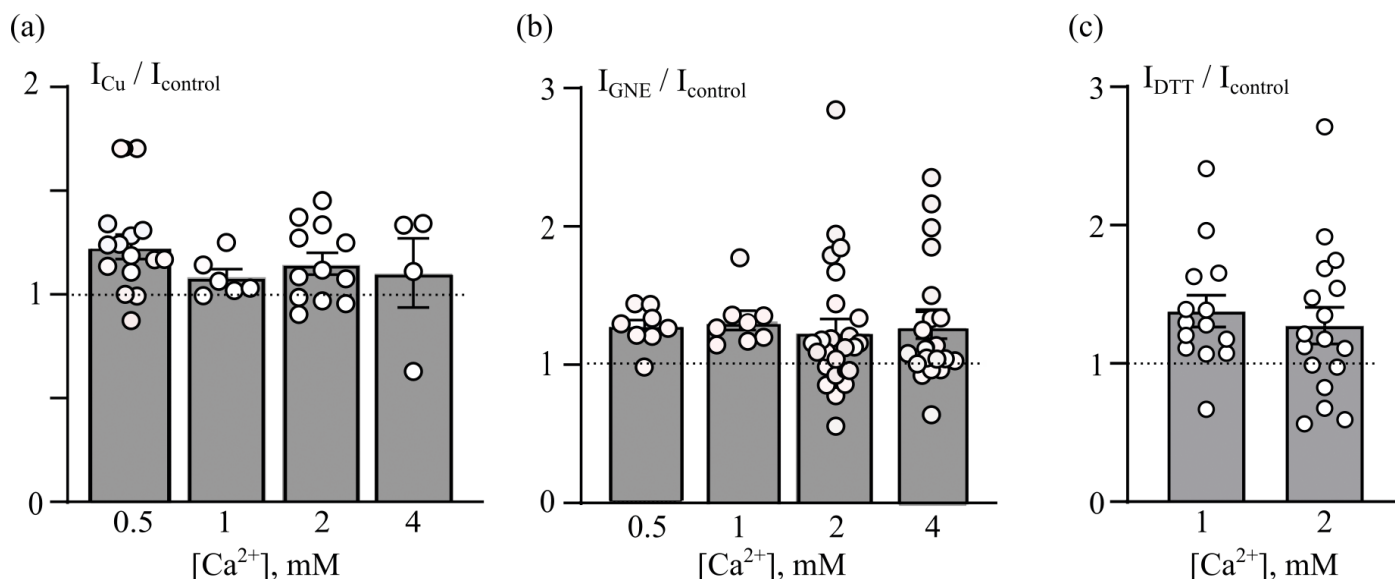 (a)
I_Cu / I_control
2
1
0
0.5 1 2 4
[Ca²⁺], mM
(b)
I_GNE / I_control
3
2
1
0
0.5 1 2 4
[Ca²⁺], mM
(c)
I_DTT / I_control
3
2
1
0
1 2
[Ca²⁺], mM